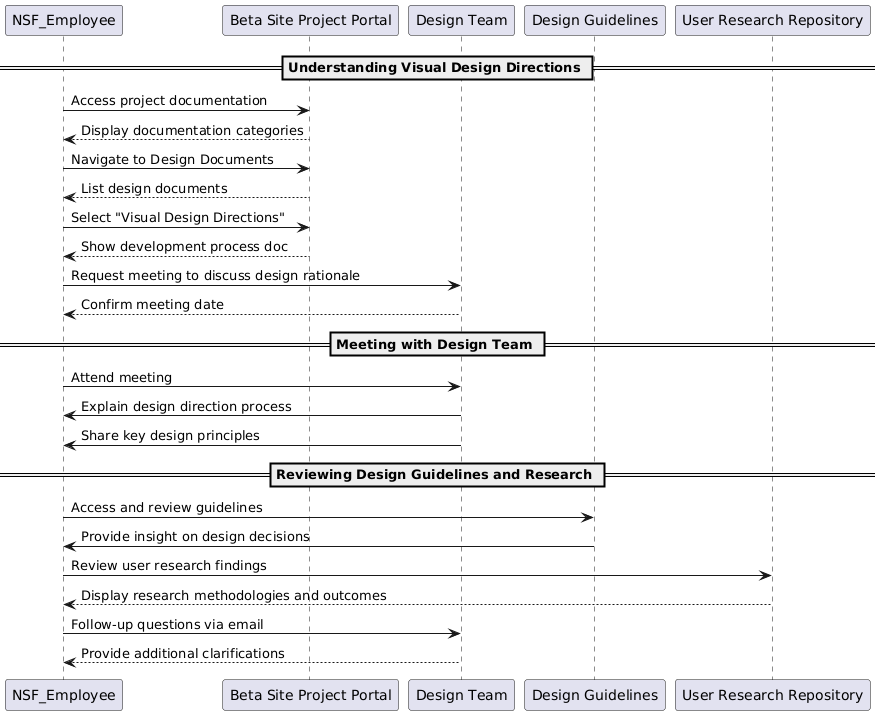 NSF_Employee
Beta Site Project Portal
Design Team
Design Guidelines
User Research Repository
Understanding Visual Design Directions
Access project documentation
Display documentation categories
Navigate to Design Documents
List design documents
Select "Visual Design Directions"
Show development process doc
Request meeting to discuss design rationale
Confirm meeting date
Meeting with Design Team
Attend meeting
Explain design direction process
Share key design principles
Reviewing Design Guidelines and Research
Access and review guidelines
Provide insight on design decisions
Review user research findings
Display research methodologies and outcomes
Follow-up questions via email
Provide additional clarifications
NSF_Employee
Beta Site Project Portal
Design Team
Design Guidelines
User Research Repository